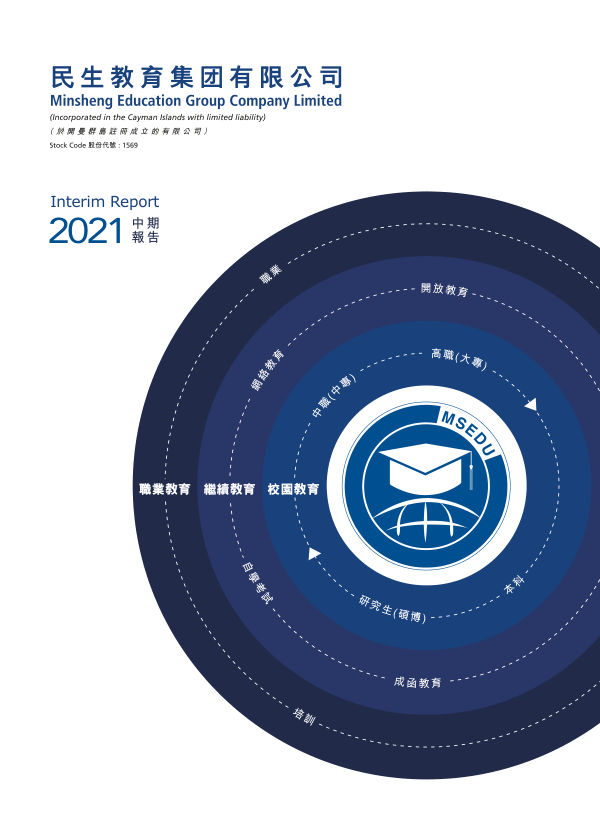 民生教育集团有限公司
Minsheng Education Group Company Limited
(Incorporated in the Cayman Islands with limited liability)
(於開曼群島註冊成立的有限公司)
Stock Code 股份代號 : 1569
Interim Report
2021 中期
報告
職業
開放教育
網絡教育
高職(大專)
中職(中專)
MSEDU
職業教育 繼續教育 校園教育
自學考試
本科
研究生(碩博)
成函教育
培訓